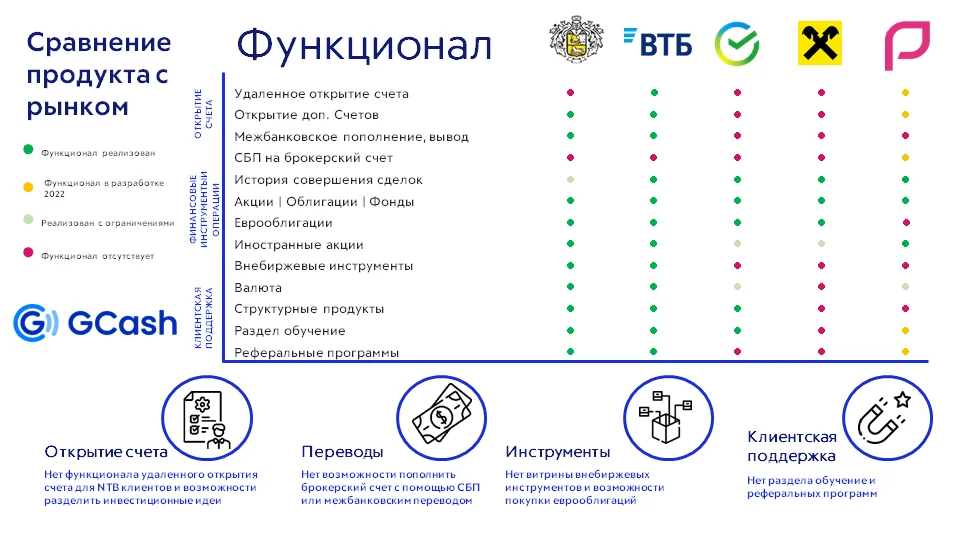 Сравнение
продукта с
рынком
Функционал
ВТБ
Функционал реализован
Функционал в разработке
2022
Реализован с ограничениями
Функционал отсутствует
GCash
ОТКРЫТИЕ
СЧЕТА
Удаленное открытие счета
Открытие доп. Счетов
Межбанковское пополнение, вывод
СБП на брокерский счет
ФИНАНСОВЫЕ
ИНСТРУМЕНТЫИ
ОПЕРАЦИИ
История совершения сделок
Акции | Облигации | Фонды
Еврооблигации
Иностранные акции
Внебиржевые инструменты
Валюта
КЛИЕНТСКАЯ
ПОДДЕРЖКА
Структурные продукты
Раздел обучение
Реферальные программы
Открытие счета
Нет функционала удаленного открытия
счета для NTB клиентов и возможности
разделить инвестиционные идеи
Переводы
Нет возможности пополнить
брокерский счет с помощью СБП
или межбанковским переводом
Инструменты
Нет витрины внебиржевых
инструментов и возможности
покупки еврооблигаций
Клиентская
поддержка
Нет раздела обучение и
реферальных программ